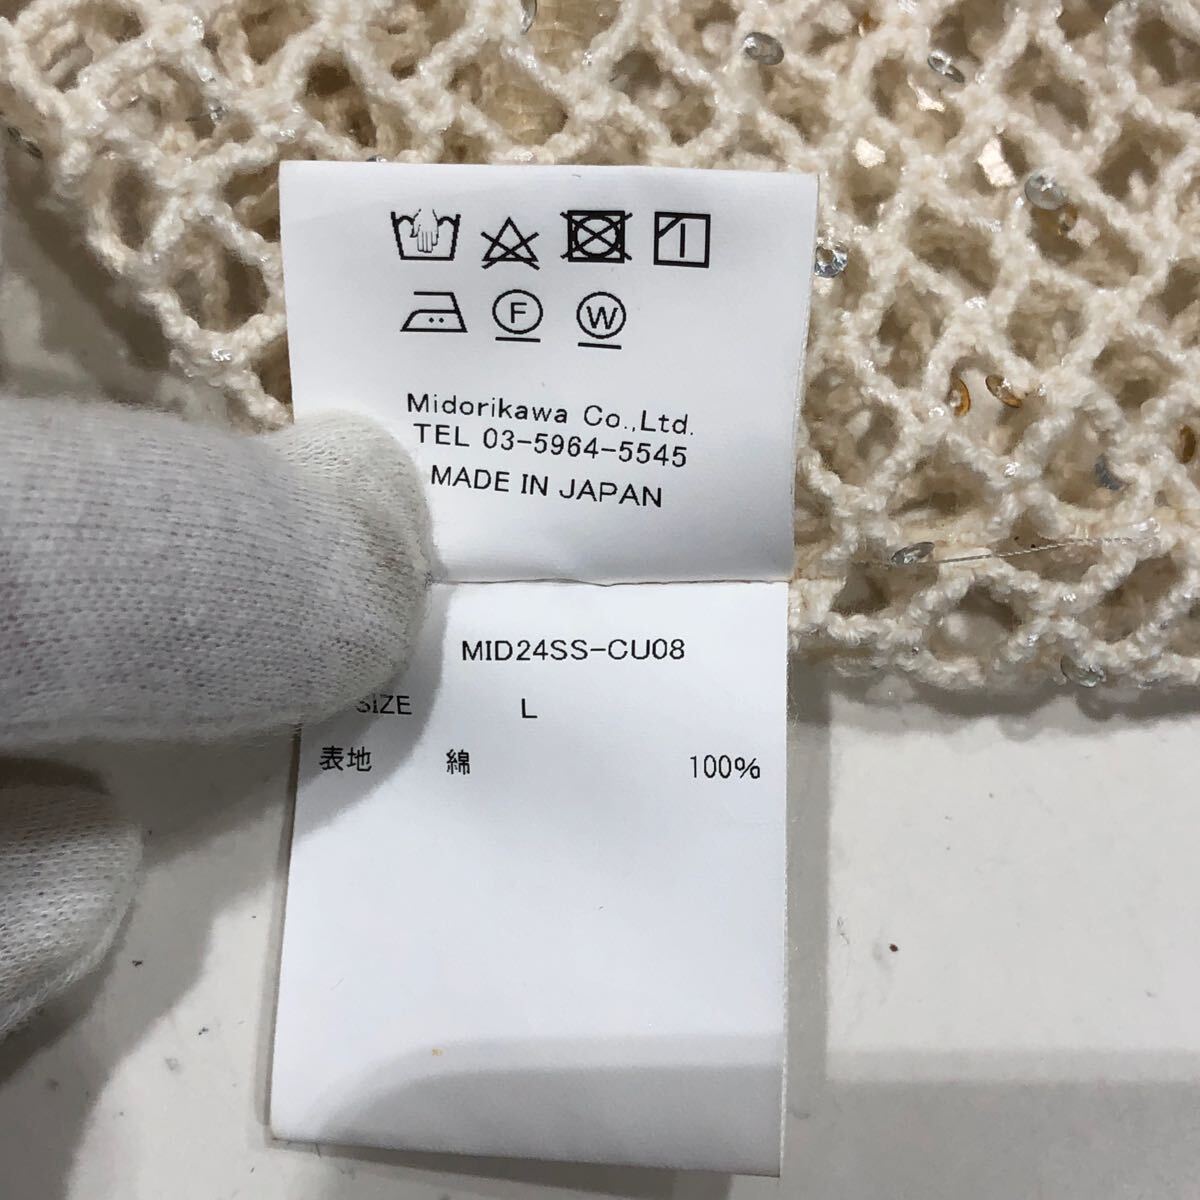 F W
Midorikawa Co.,Ltd.
TEL 03-5964-5545
MADE IN JAPAN
MID24SS-CU08
SIZE L
表地 綿 100%